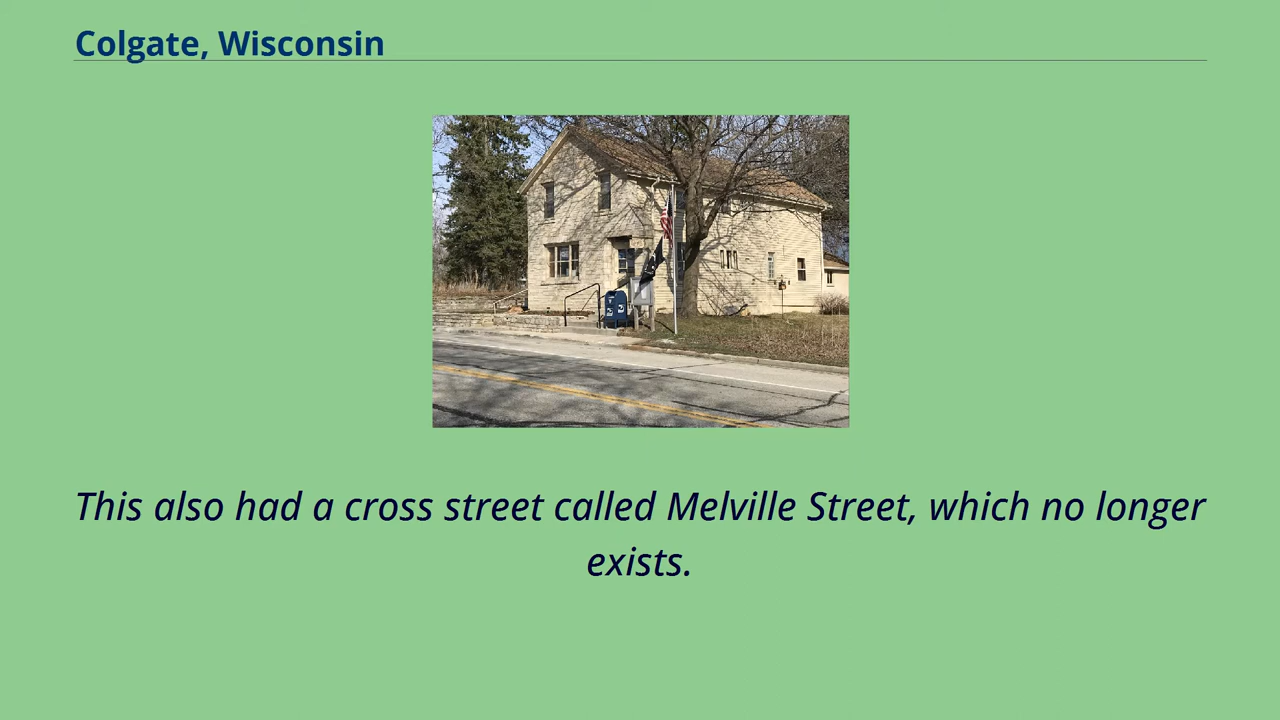 Colgate, Wisconsin
This also had a cross street called Melville Street, which no longer
exists.